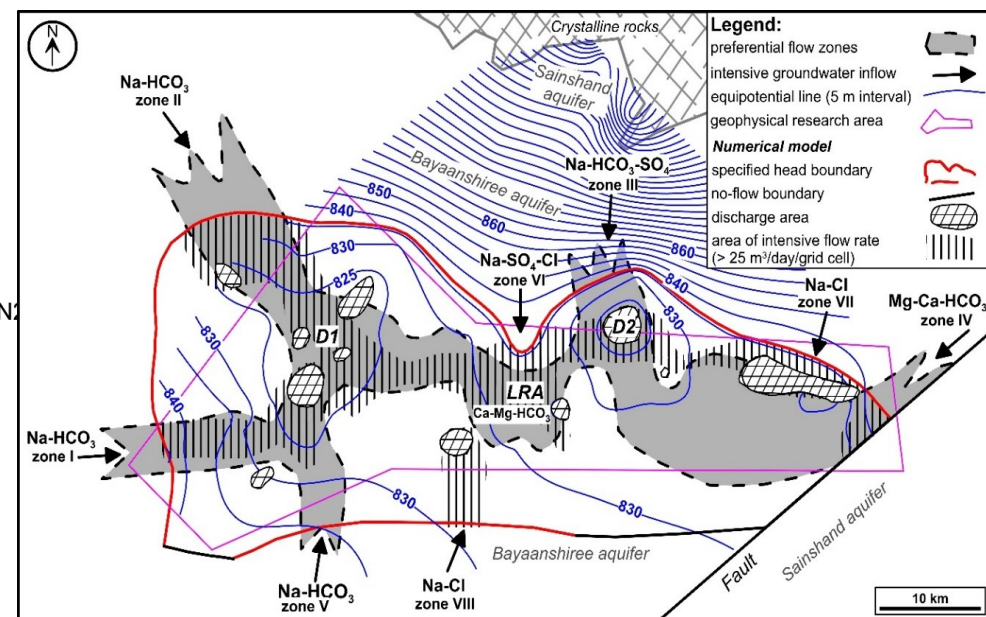 N
Crystalline rocks
Sainshand
aquifer
Bayaanshiree aquifer
Na-HCO₃
zone II
Na-HCO₃-SO₄
zone III
850
840
830
825
860
860
840
830
Na-SO₄-Cl
zone VI
Na-Cl
zone VII
Mg-Ca-HCO₃
zone IV
D1
D2
830
840
LRA
Ca-Mg-HCO₃
Na-HCO₃
zone I
830
830
Na-HCO₃
zone V
Na-Cl
zone VIII
Bayaanshiree aquifer
Fault
Sainshand aquifer
10 km
Legend:
preferential flow zones
intensive groundwater inflow
equipotential line (5 m interval)
geophysical research area
Numerical model
specified head boundary
no-flow boundary
discharge area
area of intensive flow rate
(> 25 m³/day/grid cell)